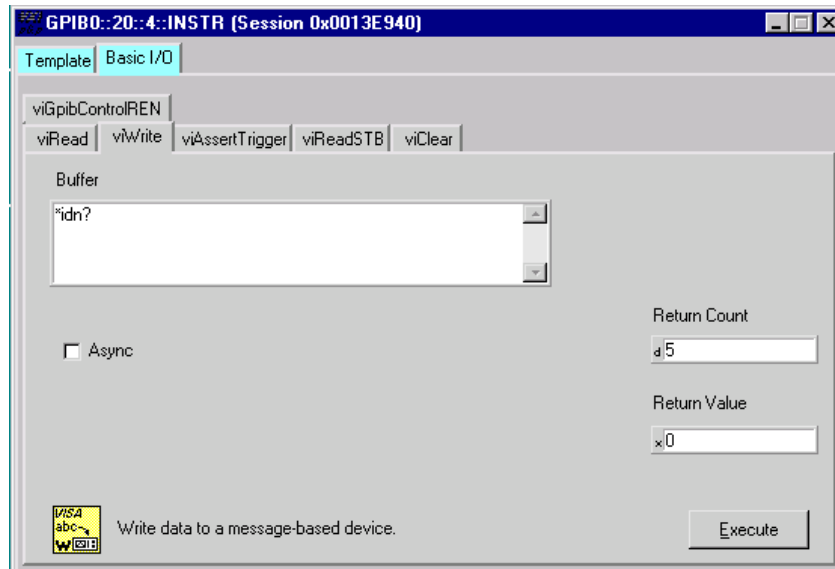 GPIB0::20::4::INSTR (Session 0x0013E940)
Template Basic I/O
viGpibControlREN
viRead viWrite viAssertTrigger viReadSTB viClear
Buffer
*idn?
Return Count
Async
d 5
Return Value
x 0
VISA
abc
W
Write data to a message-based device.
Execute